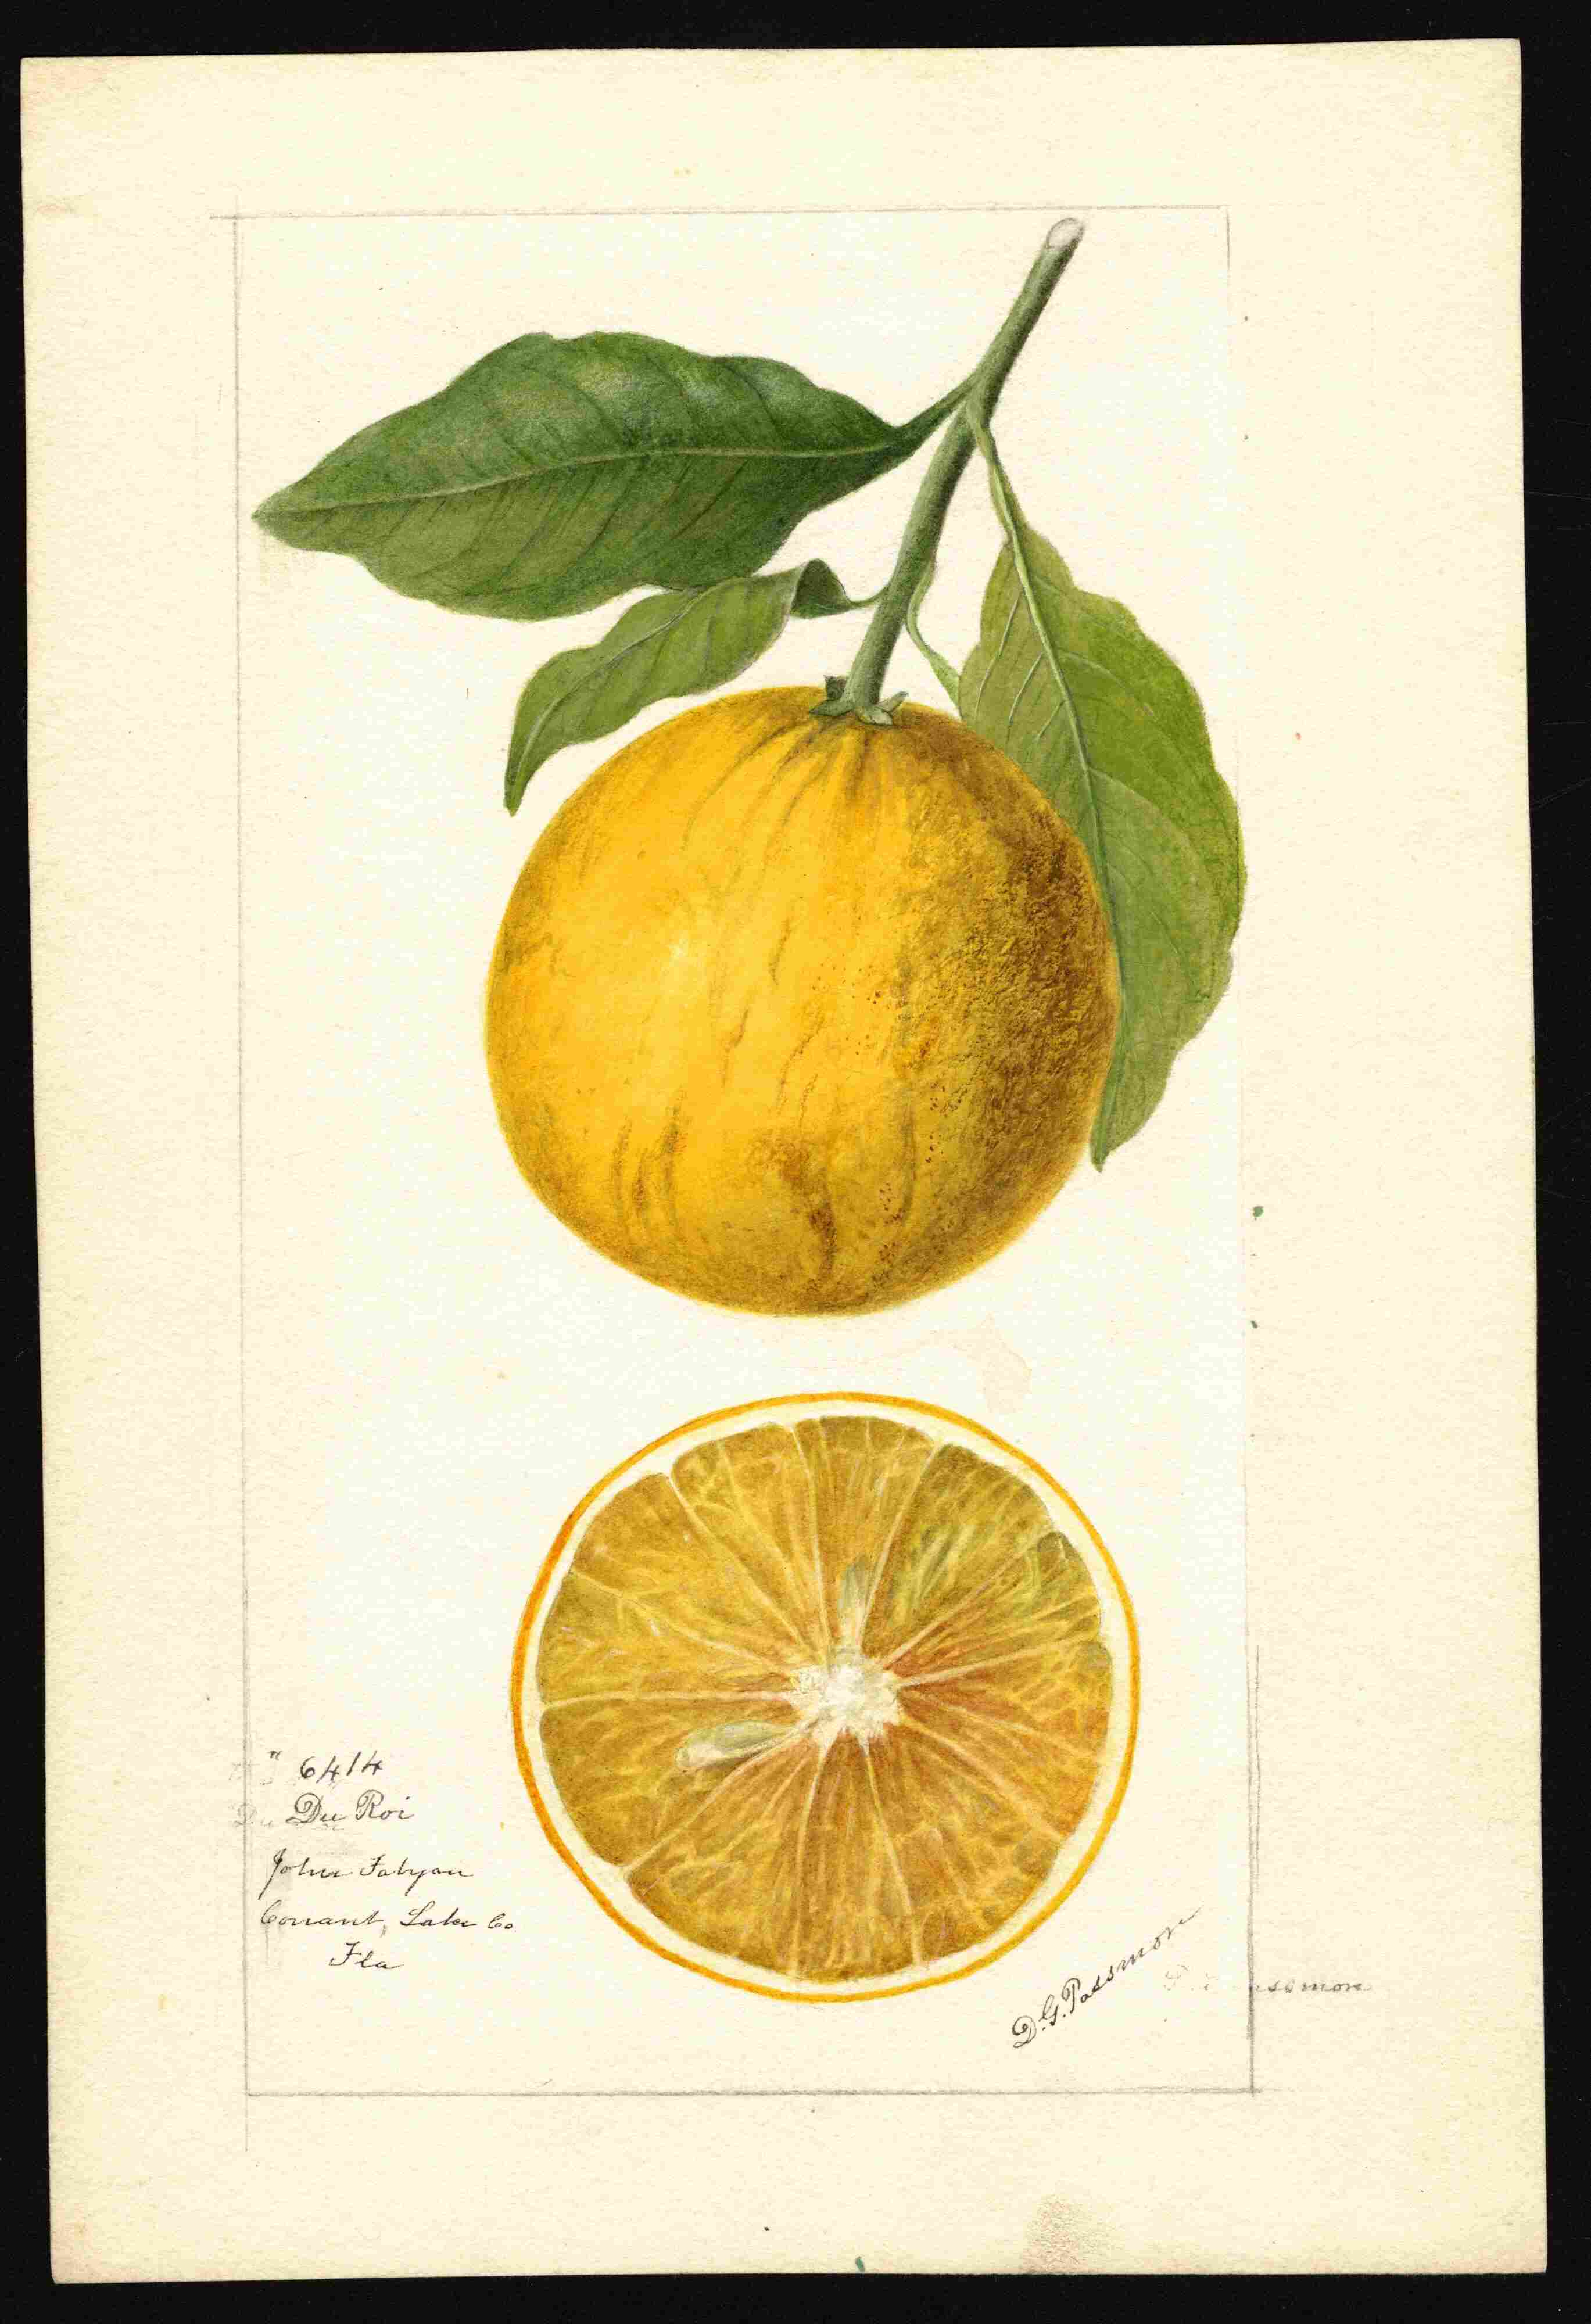 6414
Du Roi
John Fabyan
Conant, Lake Co
Fla
D.G. Passmore